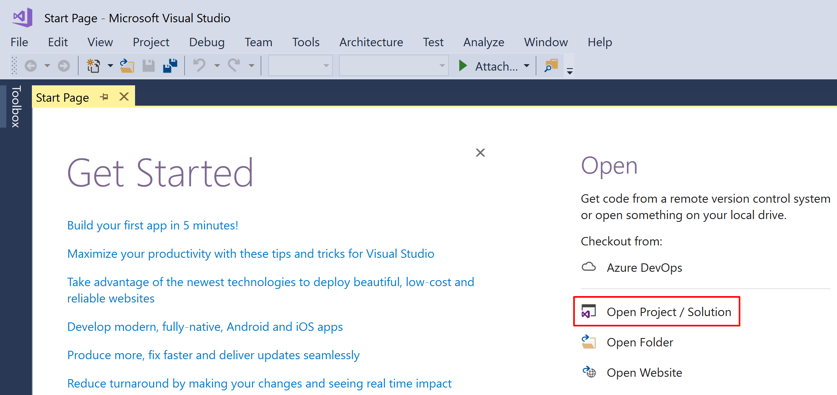 Start Page - Microsoft Visual Studio
File Edit View Project Debug Team Tools Architecture Test Analyze Window Help
Attach...
Toolbox
Start Page
Get Started
Build your first app in 5 minutes!
Maximize your productivity with these tips and tricks for Visual Studio
Take advantage of the newest technologies to deploy beautiful, low-cost and
reliable websites
Develop modern, fully-native, Android and iOS apps
Produce more, fix faster and deliver updates seamlessly
Reduce turnaround by making your changes and seeing real time impact
Open
Get code from a remote version control system
or open something on your local drive.
Checkout from:
Azure DevOps
Open Project / Solution
Open Folder
Open Website